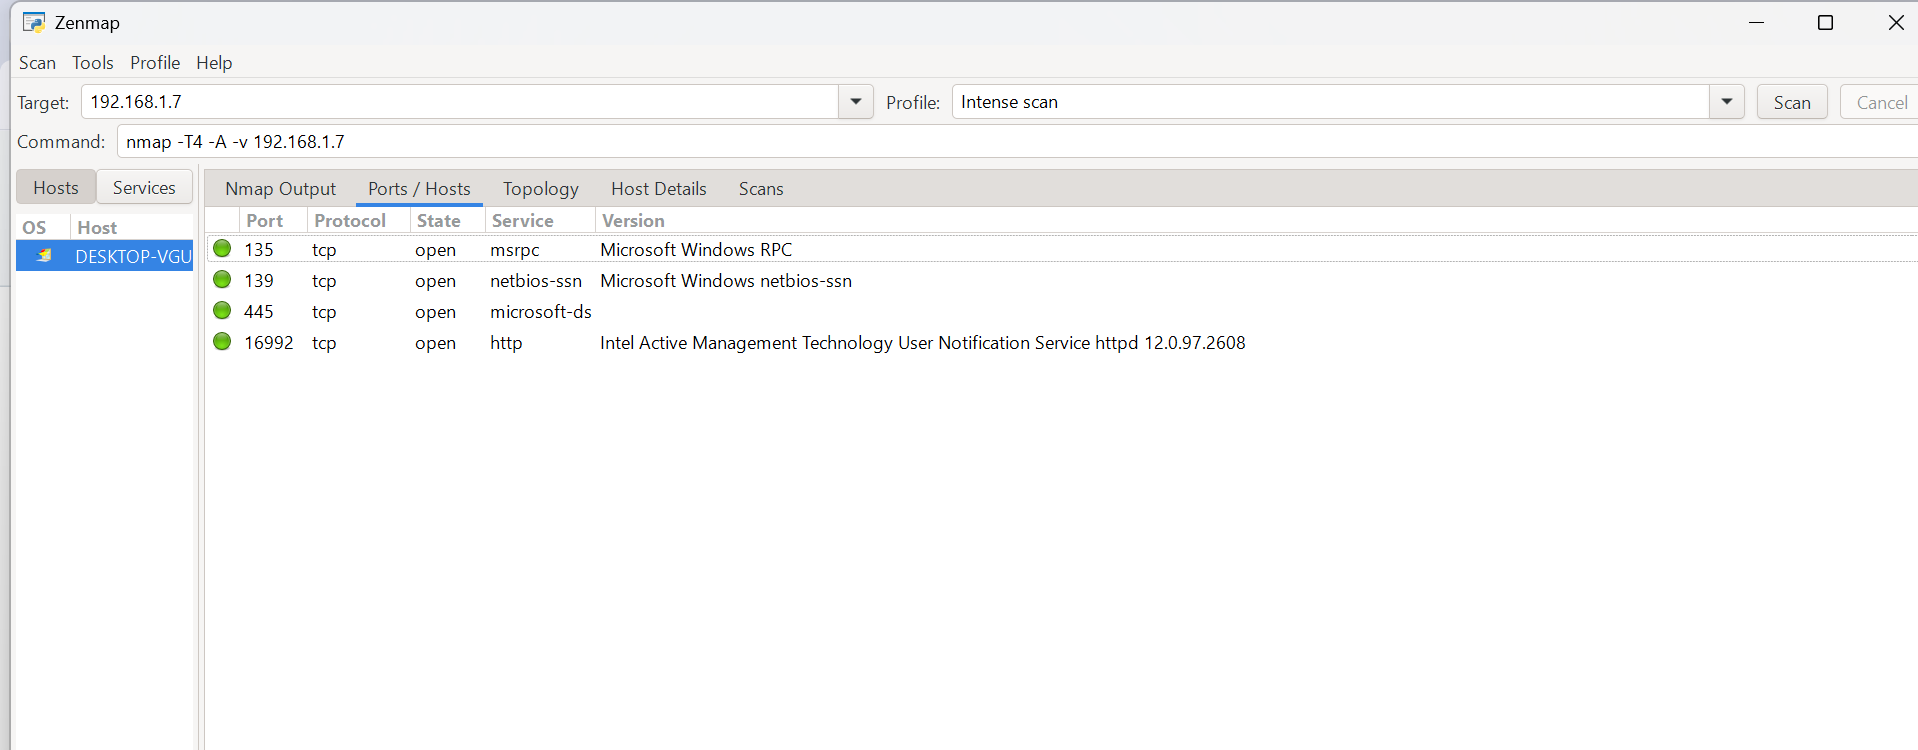 Zenmap
Scan Tools Profile Help
Target: 192.168.1.7 Profile: Intense scan Scan Cancel
Command: nmap -T4 -A -v 192.168.1.7
Hosts Services Nmap Output Ports / Hosts Topology Host Details Scans
OS Host Port Protocol State Service Version
DESKTOP-VGU 135 tcp open msrpc Microsoft Windows RPC
139 tcp open netbios-ssn Microsoft Windows netbios-ssn
445 tcp open microsoft-ds
16992 tcp open http Intel Active Management Technology User Notification Service httpd 12.0.97.2608